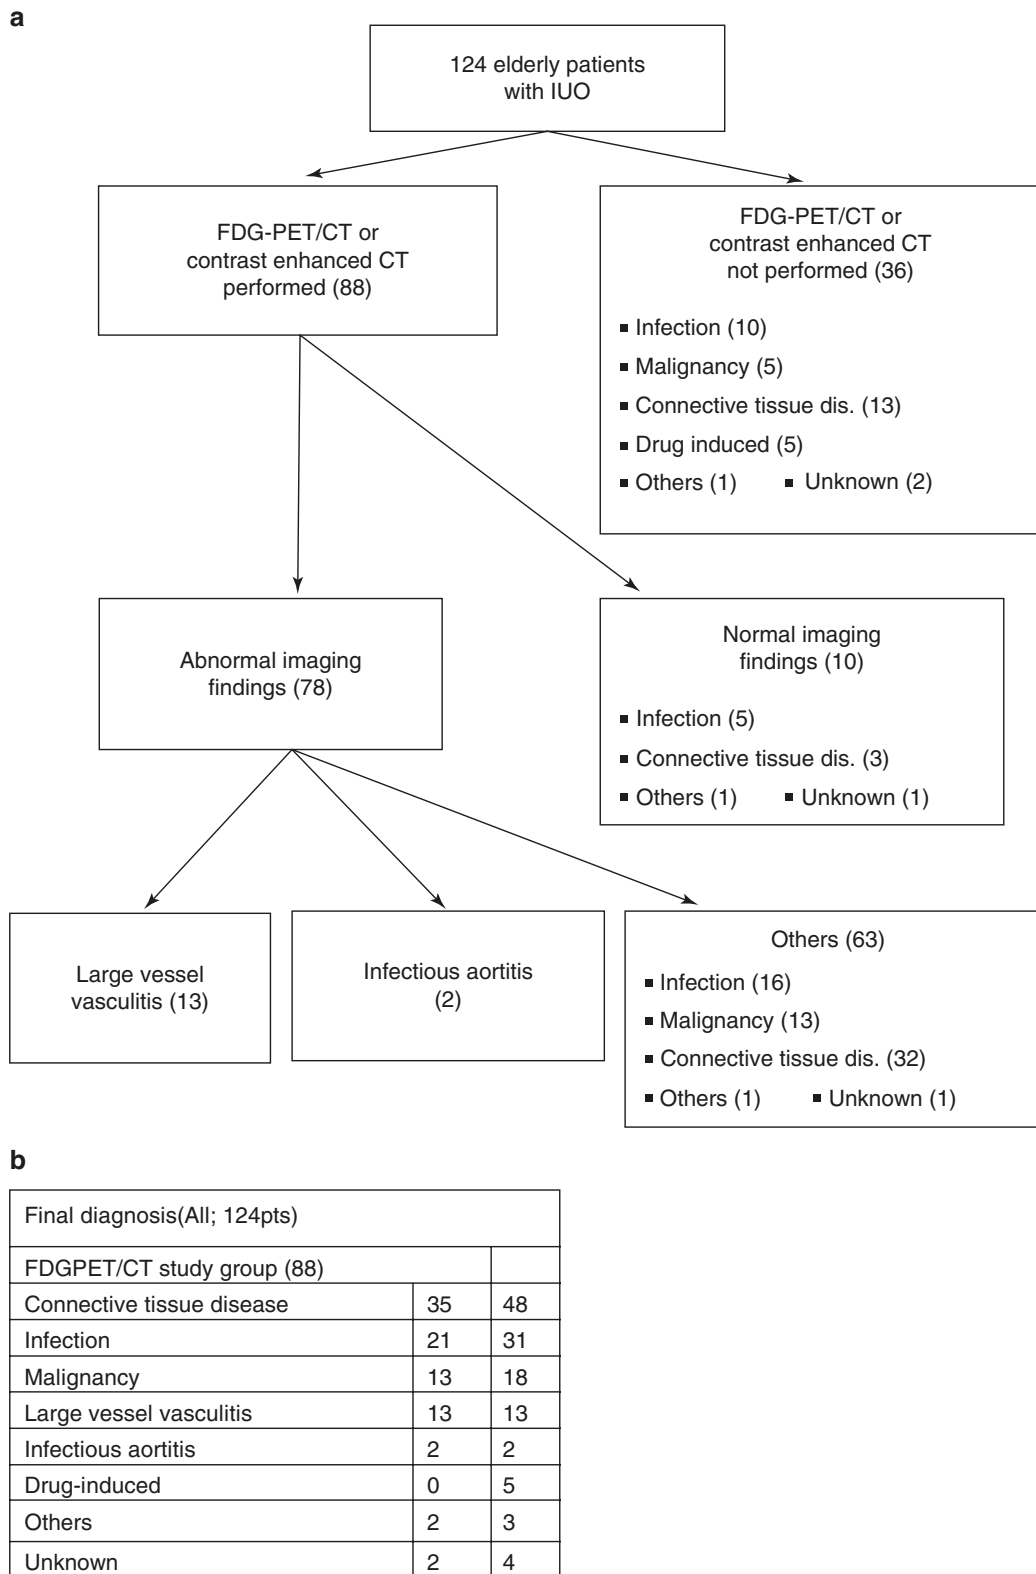 a
124 elderly patients
with IUO
FDG-PET/CT or
contrast enhanced CT
performed (88)
FDG-PET/CT or
contrast enhanced CT
not performed (36)
▪ Infection (10)
▪ Malignancy (5)
▪ Connective tissue dis. (13)
▪ Drug induced (5)
▪ Others (1) ▪ Unknown (2)
Abnormal imaging
findings (78)
Normal imaging
findings (10)
▪ Infection (5)
▪ Connective tissue dis. (3)
▪ Others (1) ▪ Unknown (1)
Large vessel
vasculitis (13)
Infectious aortitis
(2)
Others (63)
▪ Infection (16)
▪ Malignancy (13)
▪ Connective tissue dis. (32)
▪ Others (1) ▪ Unknown (1)
b
Final diagnosis(All; 124pts)
FDGPET/CT study group (88)
Connective tissue disease 35 48
Infection 21 31
Malignancy 13 18
Large vessel vasculitis 13 13
Infectious aortitis 2 2
Drug-induced 0 5
Others 2 3
Unknown 2 4